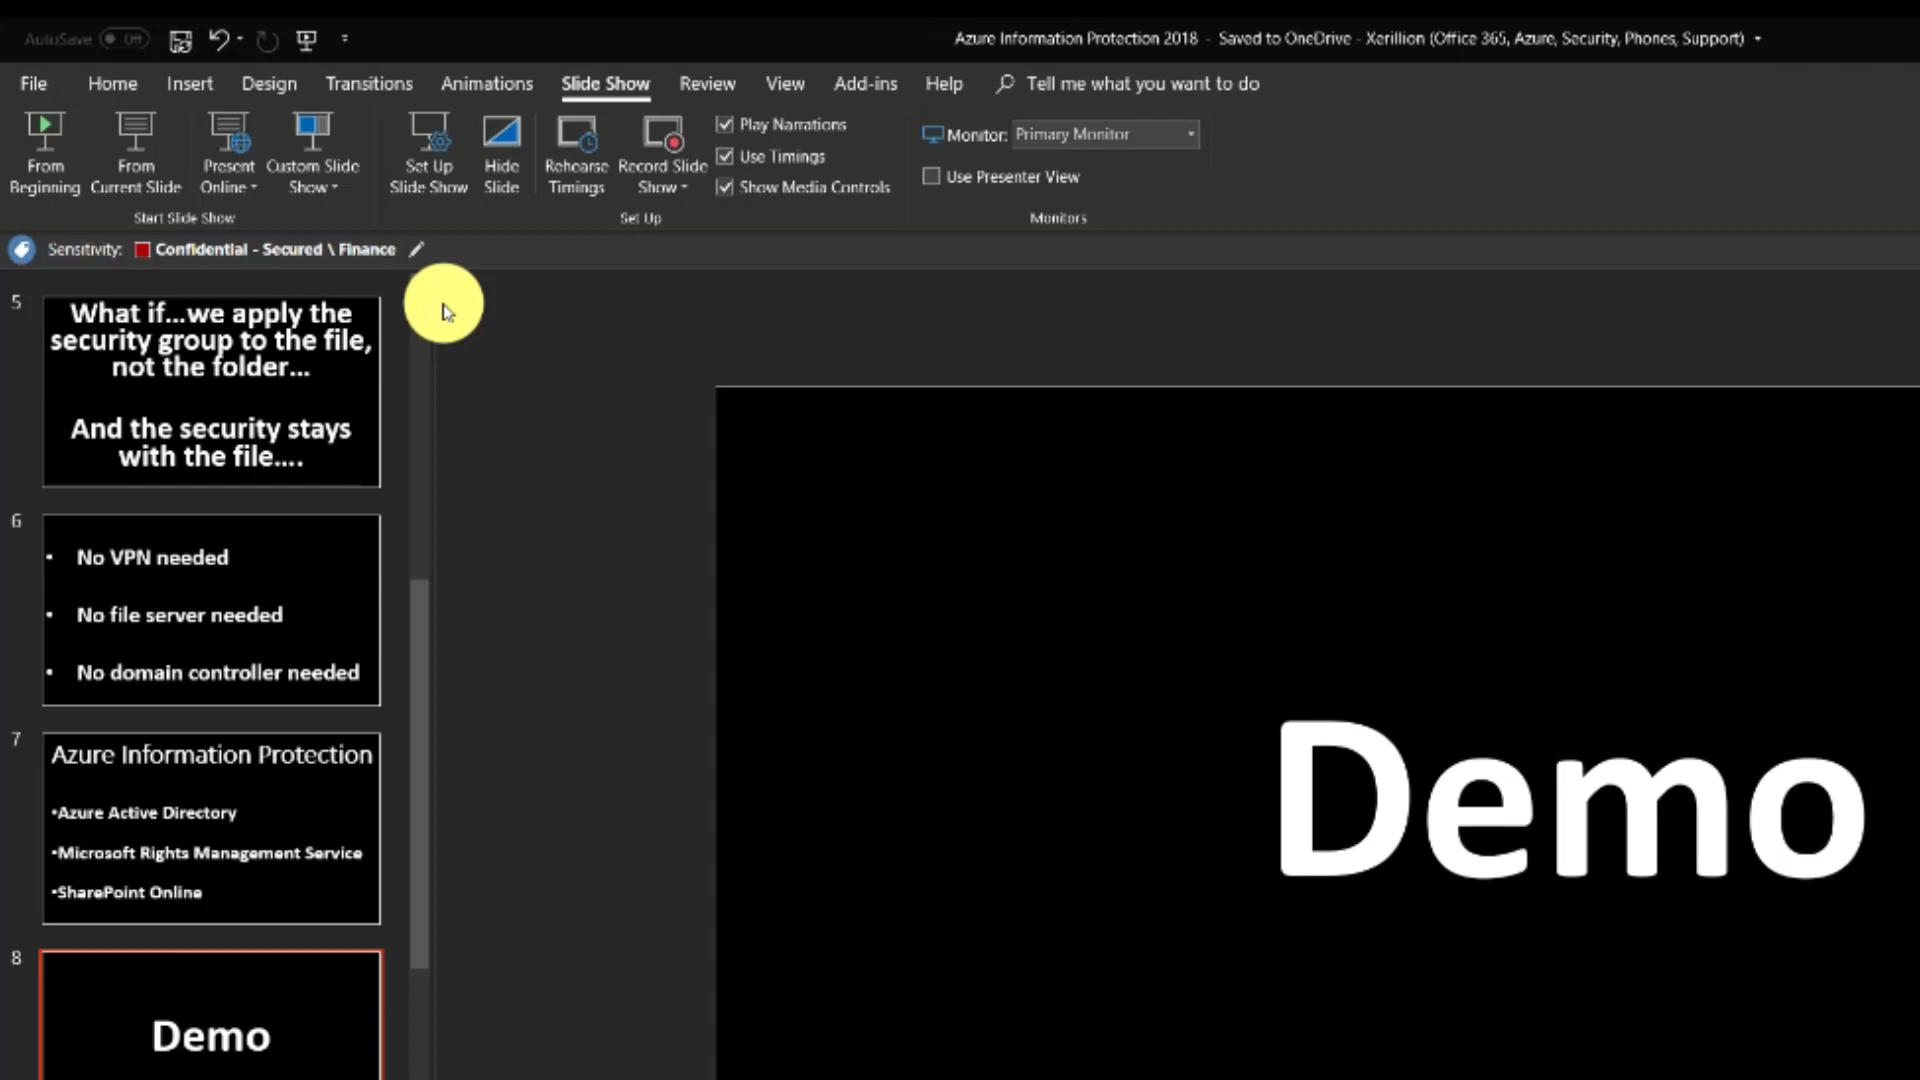 AutoSave Off
Azure Information Protection 2018 - Saved to OneDrive - Xerillion (Office 365, Azure, Security, Phones, Support)
File Home Insert Design Transitions Animations Slide Show Review View Add-ins Help Tell me what you want to do
From Beginning
From Current Slide
Present Online
Custom Slide Show
Start Slide Show
Set Up Slide Show
Hide Slide
Rehearse Timings
Record Slide Show
Play Narrations
Use Timings
Show Media Controls
Set Up
Monitor: Primary Monitor
Use Presenter View
Monitors
Sensitivity: Confidential - Secured \ Finance
5
What if...we apply the
security group to the file,
not the folder...
And the security stays
with the file....
6
• No VPN needed
• No file server needed
• No domain controller needed
7
Azure Information Protection
•Azure Active Directory
•Microsoft Rights Management Service
•SharePoint Online
8
Demo
Demo